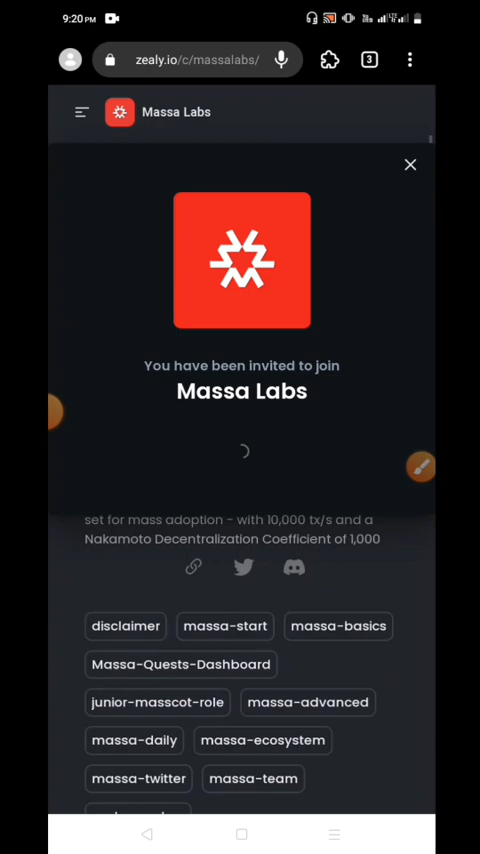 9:20 PM
zealy.io/c/massalabs/
3
Massa Labs
You have been invited to join
Massa Labs
set for mass adoption - with 10,000 tx/s and a
Nakamoto Decentralization Coefficient of 1,000
disclaimer massa-start massa-basics
Massa-Quests-Dashboard
junior-masscot-role massa-advanced
massa-daily massa-ecosystem
massa-twitter massa-team